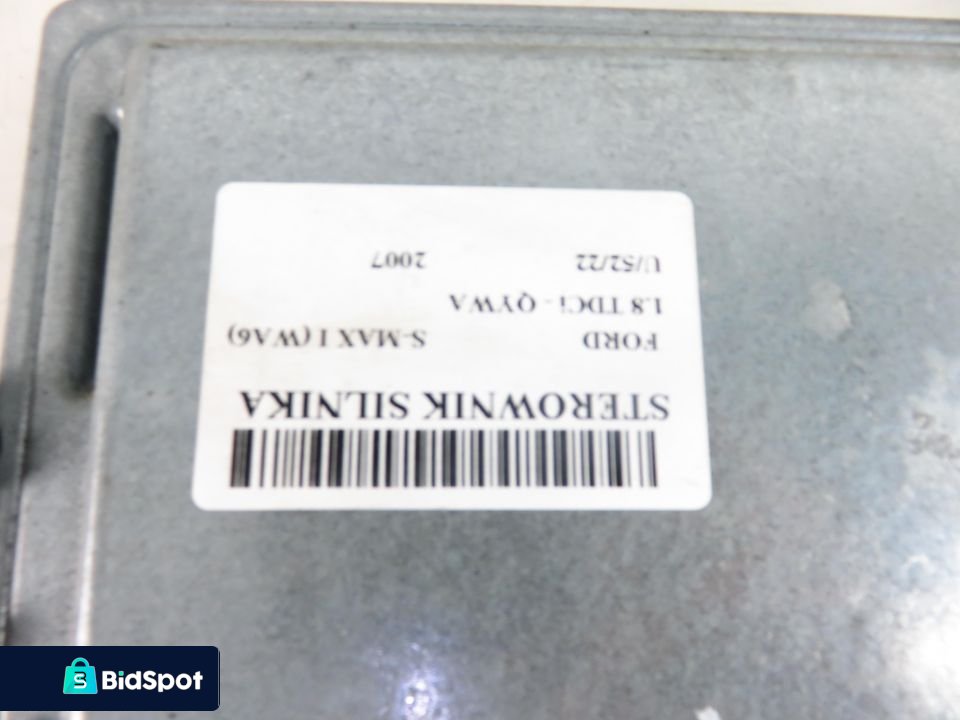 STEROWNIK SILNIKA
FORD S-MAX I (WA6)
1.8 TDCi - QYWA
U/52/22 2007
BidSpot